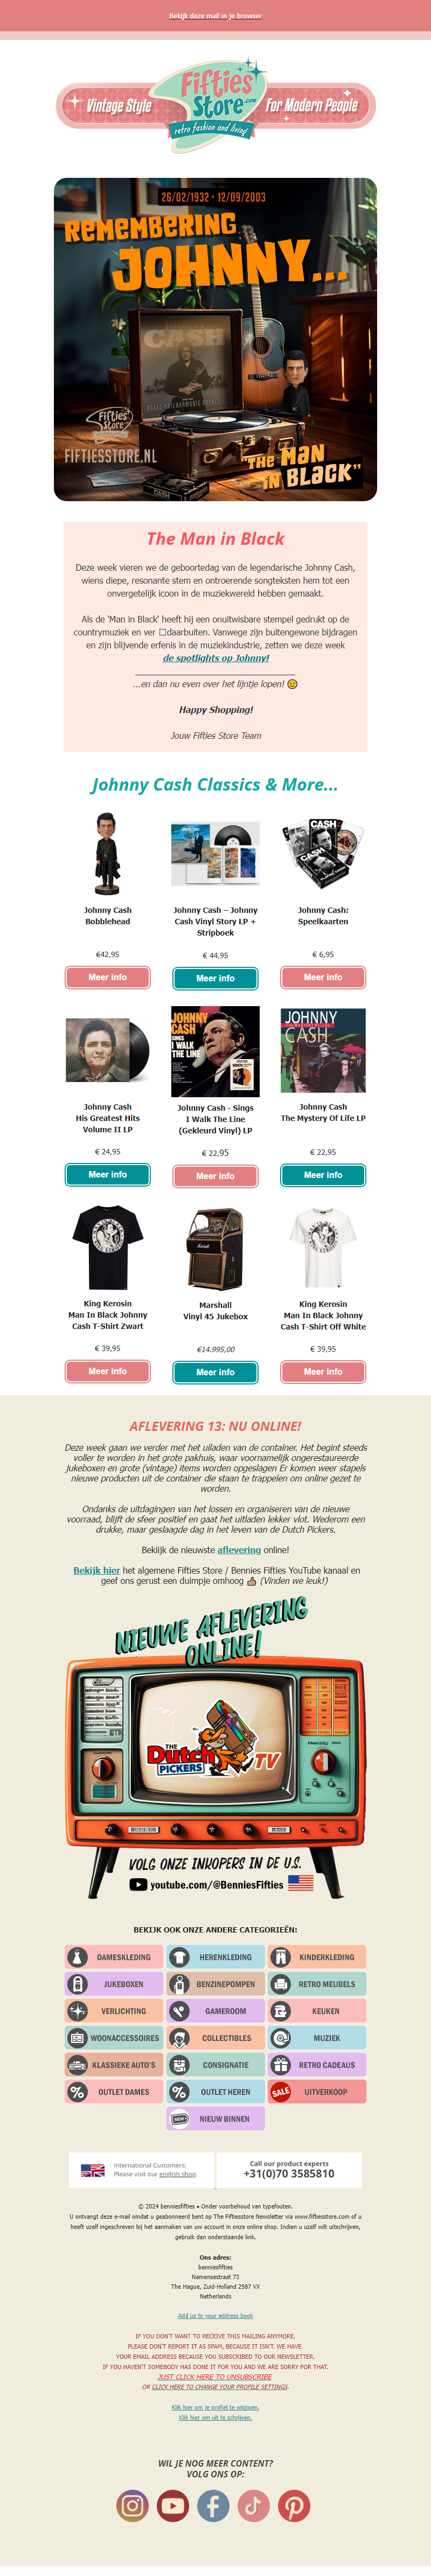 Bekijk deze mail in je browser
Vintage Style
Fifties
Store.com
retro fashion and living
For Modern People
26/02/1932 • 12/09/2003
REMEMBERING
JOHNNY...
ROYAL PHILHARMONIC ORCHESTRA
Fifties
Store
FIFTIESSTORE.NL
"THE MAN
IN BLACK"
CASH
The Man in Black
Deze week vieren we de geboortedag van de legendarische Johnny Cash,
wiens diepe, resonante stem en ontroerende songteksten hem tot een
onvergetelijk icoon in de muziekwereld hebben gemaakt.
Als de 'Man in Black' heeft hij een onuitwisbare stempel gedrukt op de
countrymuziek en ver □daarbuiten. Vanwege zijn buitengewone bijdragen
en zijn blijvende erfenis in de muziekindustrie, zetten we deze week
de spotlights op Johnny!
...en dan nu even over het lijntje lopen! 😉
Happy Shopping!
Jouw Fifties Store Team
Johnny Cash Classics & More...
Johnny Cash
Bobblehead
€42,95
Meer info
Johnny Cash – Johnny
Cash Vinyl Story LP +
Stripboek
€ 44,95
Meer info
CASH
Johnny Cash:
Speelkaarten
€ 6,95
Meer info
Johnny Cash
His Greatest Hits
Volume II LP
€ 24,95
Meer info
JOHNNY
CASH
SINGS
I WALK
THE LINE
Johnny Cash - Sings
I Walk The Line
(Gekleurd Vinyl) LP
€ 22,95
Meer info
JOHNNY
CASH
Johnny Cash
The Mystery Of Life LP
€ 22,95
Meer info
King Kerosin
Man In Black Johnny
Cash T-Shirt Zwart
€ 39,95
Meer info
Marshall
Marshall
Vinyl 45 Jukebox
€14.995,00
Meer info
King Kerosin
Man In Black Johnny
Cash T-Shirt Off White
€ 39,95
Meer info
AFLEVERING 13: NU ONLINE!
Deze week gaan we verder met het uiladen van de container. Het begint steeds
voller te worden in het grote pakhuis, waar voornamelijk ongerestaureerde
jukeboxen en grote (vintage) items worden opgeslagen Er komen weer stapels
nieuwe producten uit de container die staan te trappelen om online gezet te
worden.
Ondanks de uitdagingen van het lossen en organiseren van de nieuwe
voorraad, blijft de sfeer positief en gaat het uitladen lekker vlot. Wederom een
drukke, maar geslaagde dag in het leven van de Dutch Pickers.
Bekiijk de nieuwste aflevering online!
Bekijk hier het algemene Fifties Store / Bennies Fifties YouTube kanaal en
geef ons gerust een duimpje omhoog 👍 (Vinden we leuk!)
NIEUWE AFLEVERING
ONLINE!
THE
Dutch
PICKERS
TV
VOLG ONZE INKOPERS IN DE U.S.
youtube.com/@BenniesFifties
BEKIJK OOK ONZE ANDERE CATEGORIEËN:
DAMESKLEDING
HERENKLEDING
KINDERKLEDING
JUKEBOXEN
BENZINEPOMPEN
RETRO MEUBELS
VERLICHTING
GAMEROOM
KEUKEN
WOONACCESSOIRES
COLLECTIBLES
MUZIEK
KLASSIEKE AUTO'S
CONSIGNATIE
RETRO CADEAUS
% OUTLET DAMES
% OUTLET HEREN
SALE UITVERKOOP
NEW! NIEUW BINNEN
International Customers:
Please visit our english shop.
Call our product experts
+31(0)70 3585810
© 2024 benniesfifties • Onder voorbehoud van typefouten.
U ontvangt deze e-mail omdat u geabonneerd bent op The Fiftiesstore Newsletter via www.fiftiesstore.com of u
heeft uzelf ingeschreven bij het aanmaken van uw account in onze online shop. Indien u uzelf wilt uitschrijven,
gebruik dan onderstaande link.
Ons adres:
benniesfifties
Namensestraat 73
The Hague, Zuid-Holland 2587 VX
Netherlands
Add us to your address book
IF YOU DON'T WANT TO RECEIVE THIS MAILING ANYMORE,
PLEASE DON'T REPORT IT AS SPAM, BECAUSE IT ISN'T. WE HAVE
YOUR EMAIL ADDRESS BECAUSE YOU SUBSCRIBED TO OUR NEWSLETTER.
IF YOU HAVEN'T SOMEBODY HAS DONE IT FOR YOU AND WE ARE SORRY FOR THAT.
JUST CLICK HERE TO UNSUBSCRIBE
OR CLICK HERE TO CHANGE YOUR PROFILE SETTINGS.
Klik hier om je profiel te wijzigen.
Klik hier om uit te schrijven.
WIL JE NOG MEER CONTENT?
VOLG ONS OP: